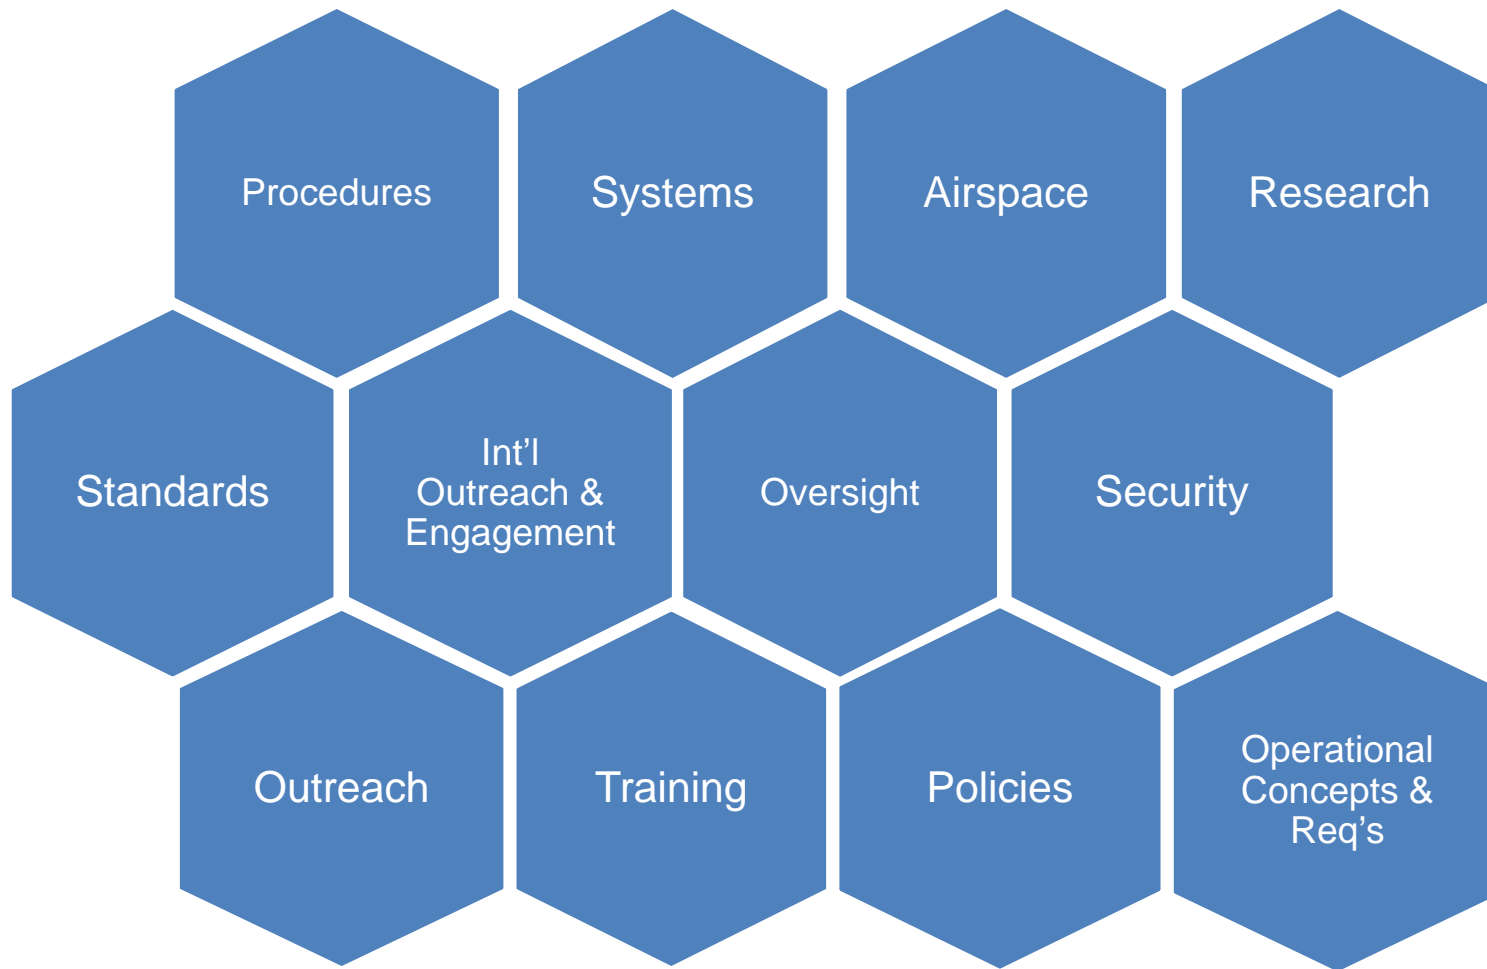 Procedures
Systems
Airspace
Research
Standards
Int’l
Outreach &
Engagement
Oversight
Security
Outreach
Training
Policies
Operational
Concepts &
Req’s